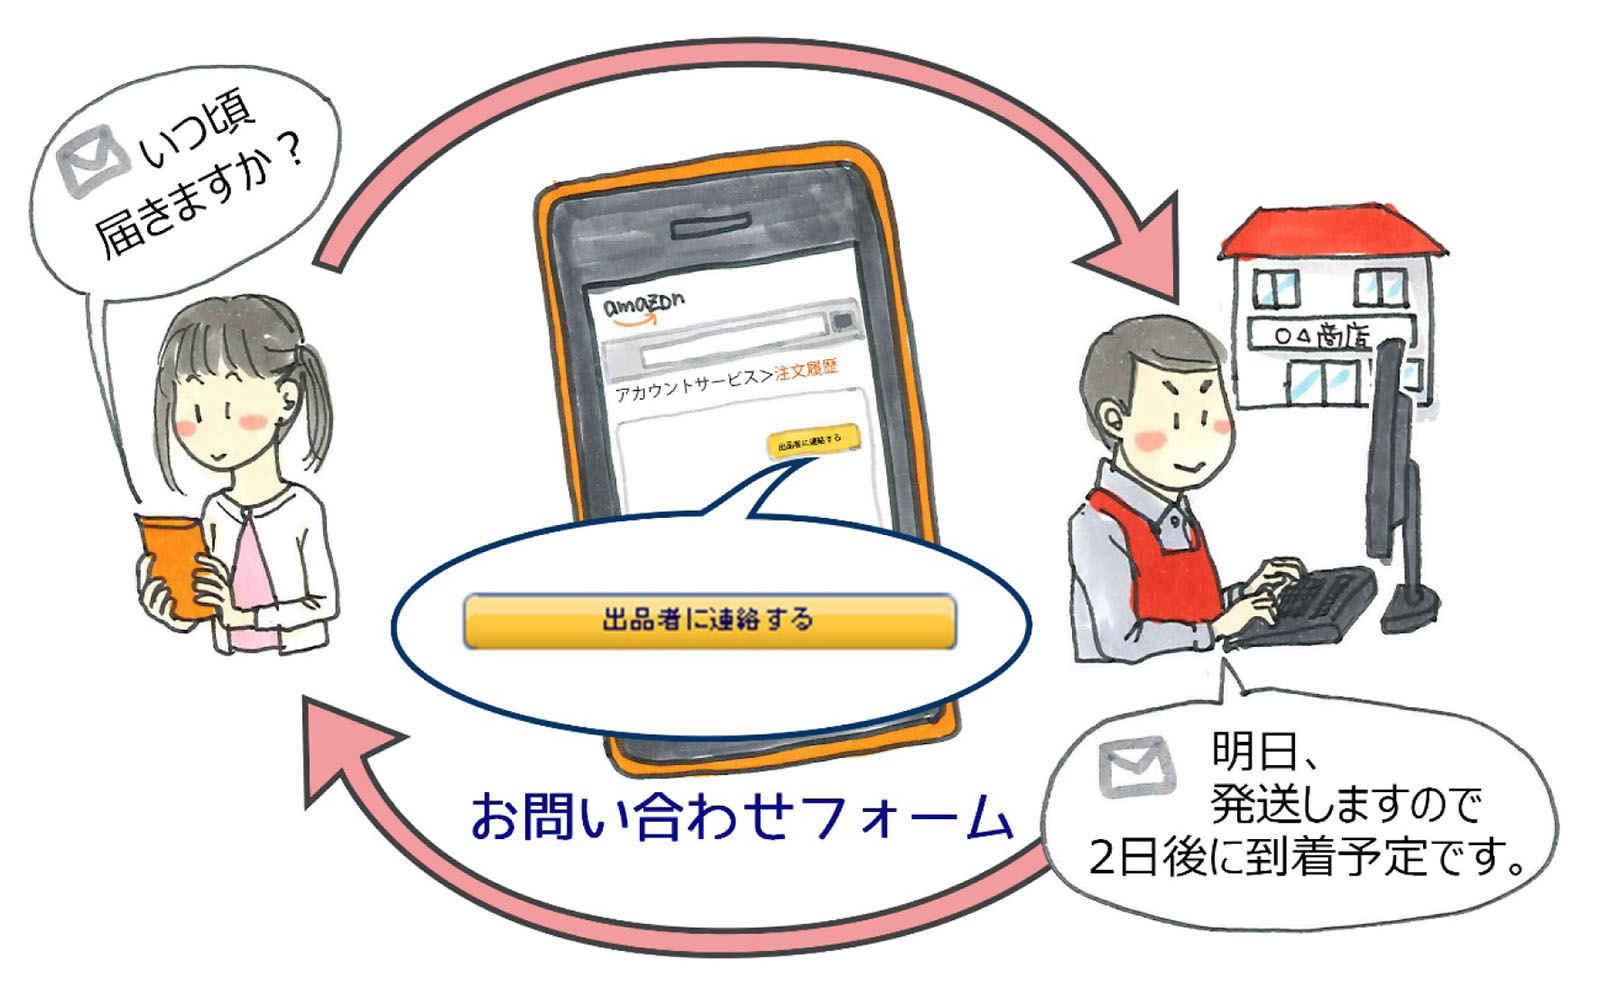 いつ頃
届きますか?
amazon
アカウントサービス>注文履歴
出品者に連絡する
出品者に連絡する
お問い合わせフォーム
○△商店
明日、
発送しますので
2日後に到着予定です。